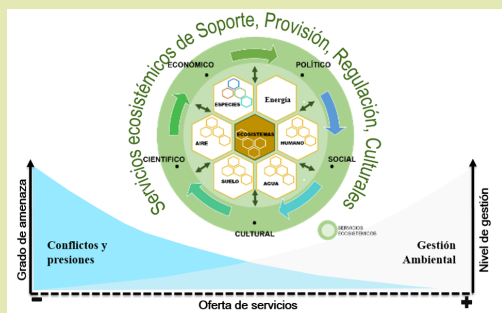 Servicios ecosistémicos de Soporte, Provisión, Regulación, Culturales
ECONÓMICO
POLÍTICO
ESPECIES
Energía
AIRE
ECOSISTEMAS
HUMANO
CIENTIFICO
SOCIAL
SUELO
AGUA
CULTURAL
SERVICIOS
ECOSISTÉMICOS
Grado de amenaza
Nivel de gestión
Conflictos y
presiones
Gestión
Ambiental
-
+
Oferta de servicios